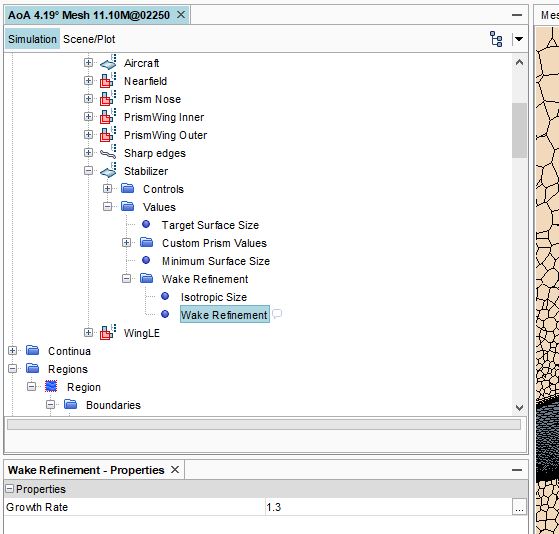 AoA 4.19° Mesh 11.10M@02250
Mes
Simulation Scene/Plot
Aircraft
Nearfield
Prism Nose
PrismWing Inner
PrismWing Outer
Sharp edges
Stabilizer
Controls
Values
Target Surface Size
Custom Prism Values
Minimum Surface Size
Wake Refinement
Isotropic Size
Wake Refinement
WingLE
Continua
Regions
Region
Boundaries
Wake Refinement - Properties
Properties
Growth Rate 1.3 ...